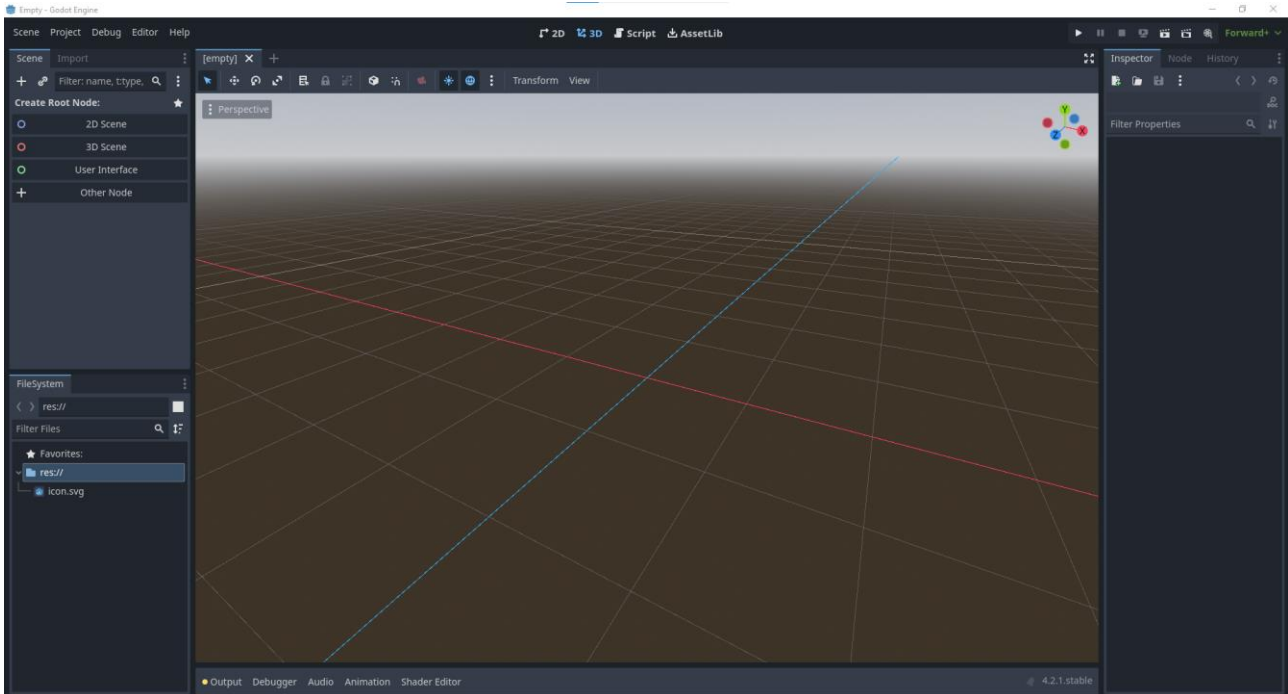 Empty - Godot Engine
Scene Project Debug Editor Help
2D 3D Script AssetLib
Forward+
Scene Import
Filter: name, t:type,
Create Root Node:
2D Scene
3D Scene
User Interface
Other Node
FileSystem
res://
Filter Files
Favorites:
res://
icon.svg
[empty]
Transform View
Perspective
Y
X
Z
Output Debugger Audio Animation Shader Editor
4.2.1.stable
Inspector Node History
DOC
Filter Properties